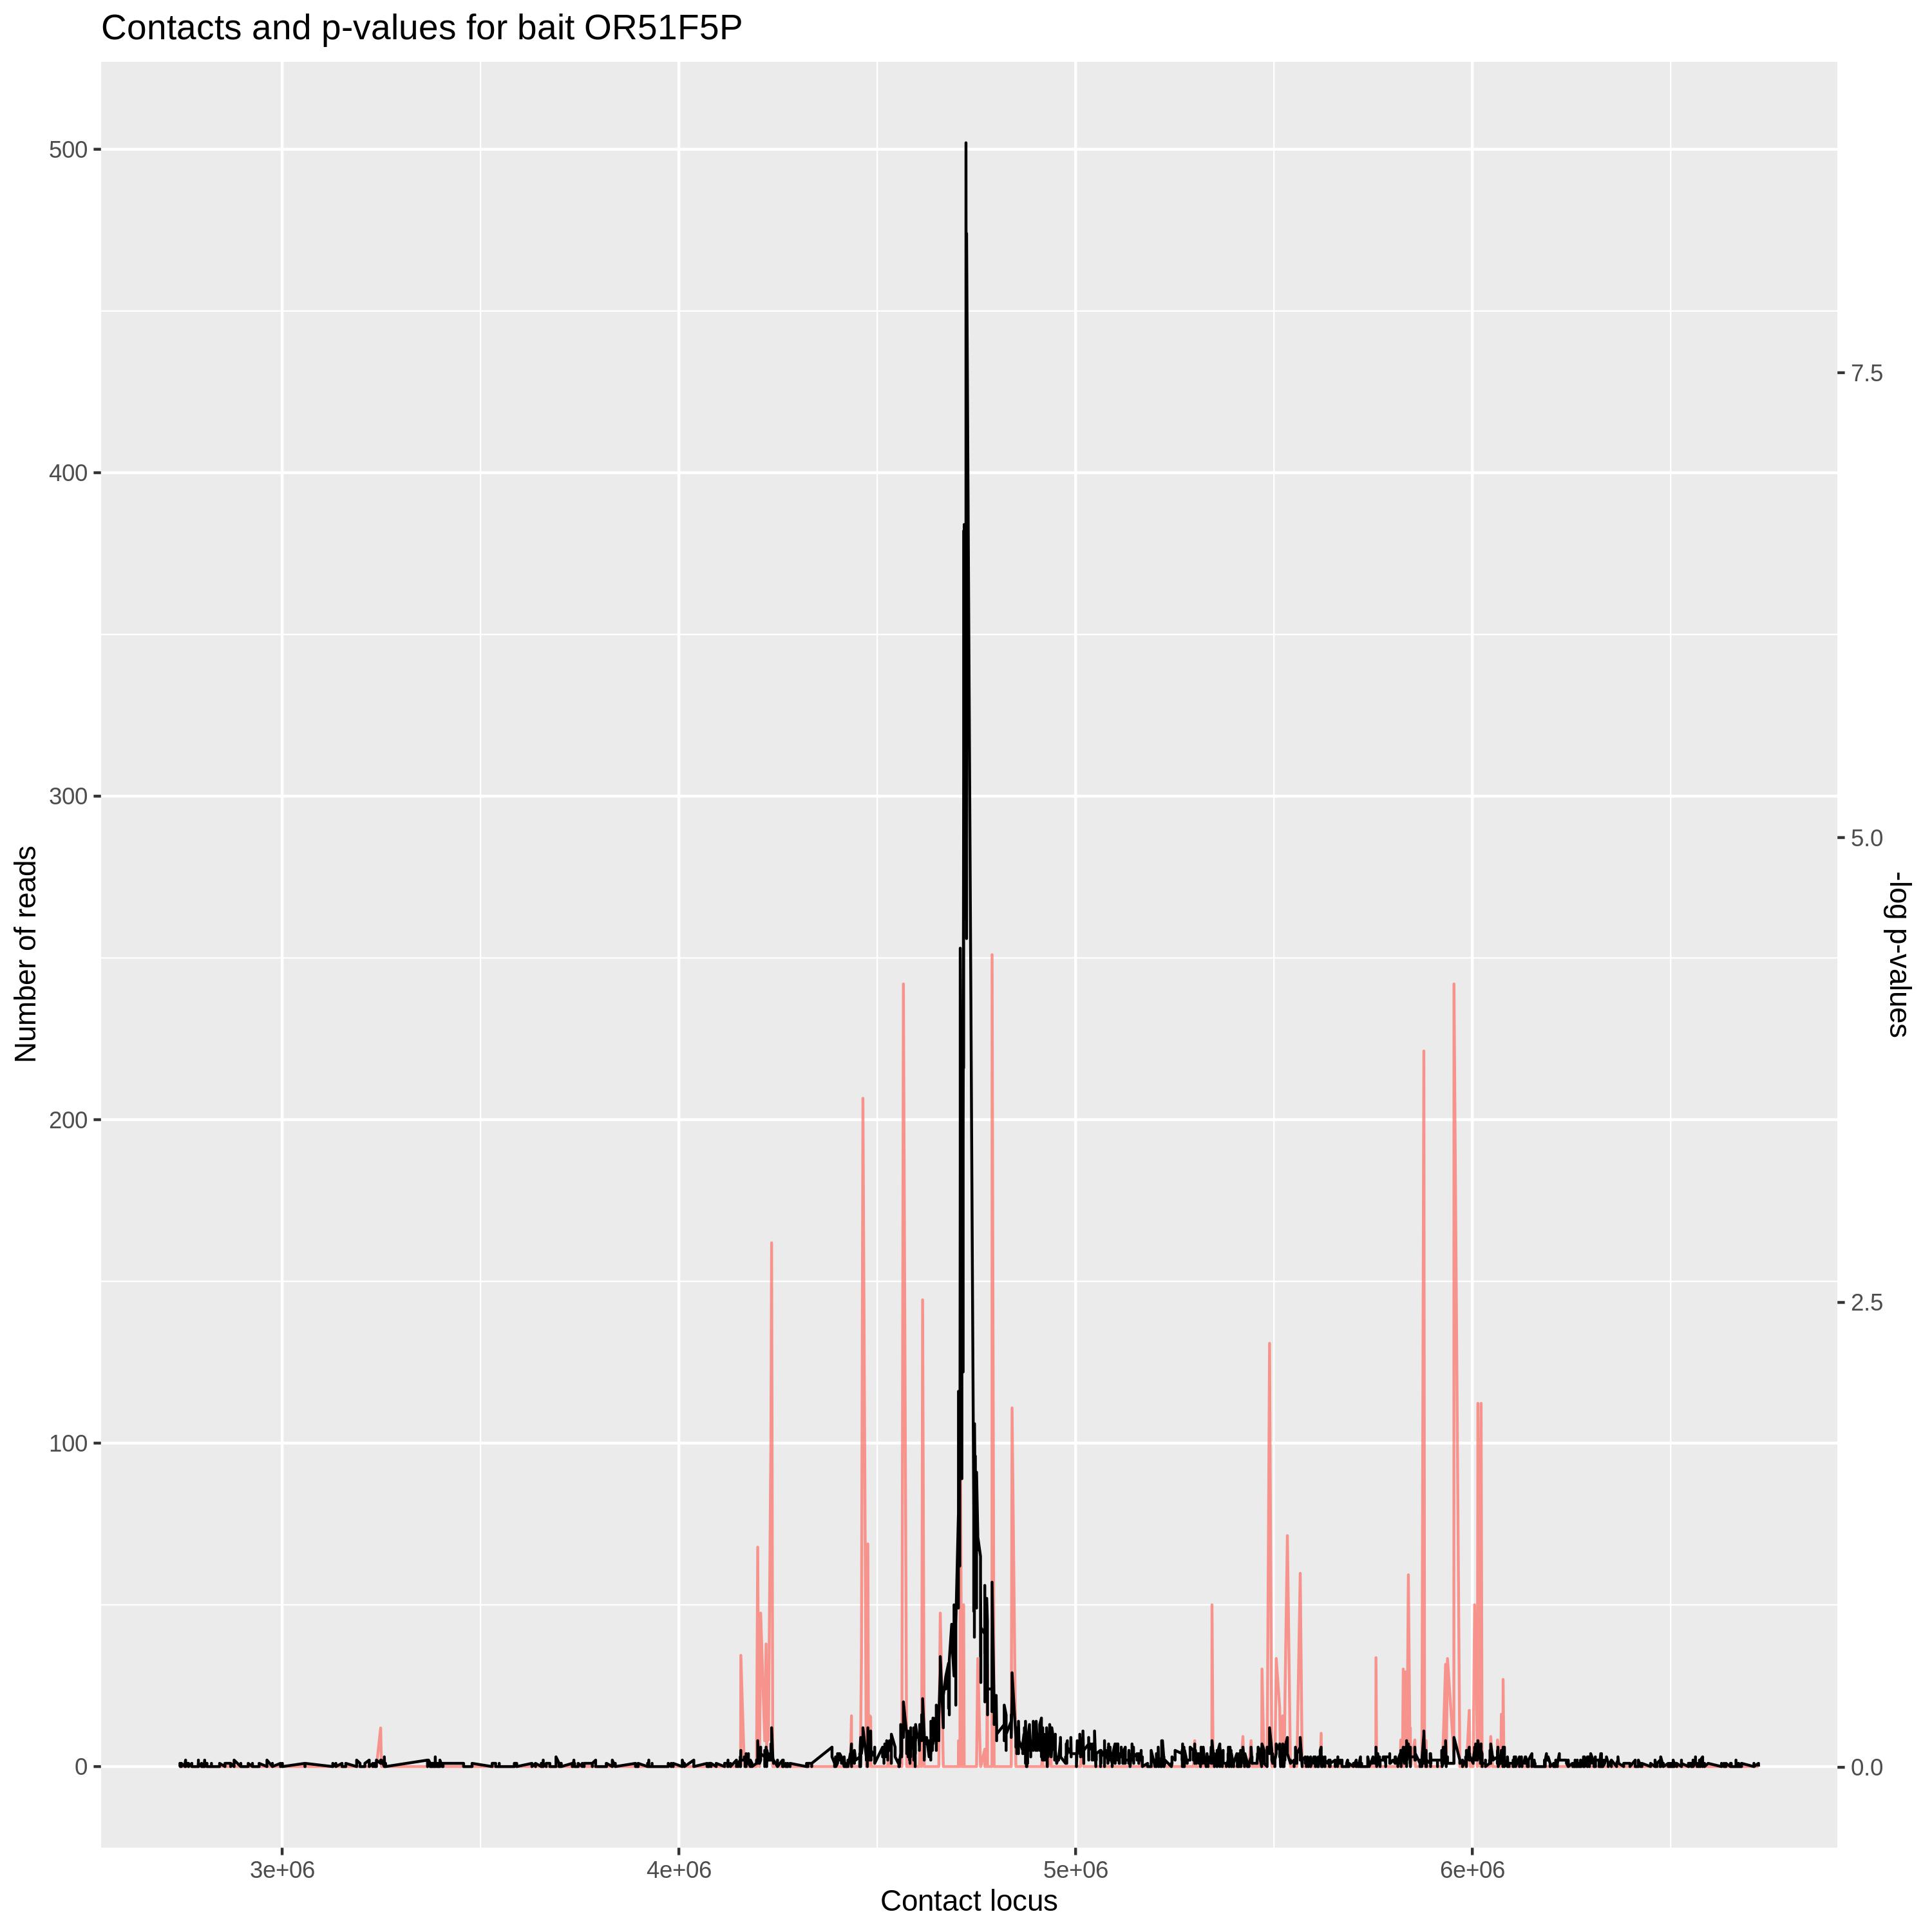 Contacts and p-values for bait OR51F5P
500
400
300
200
100
0
Number of reads
7.5
5.0
2.5
0.0
-log p-values
3e+06
4e+06
5e+06
6e+06
Contact locus